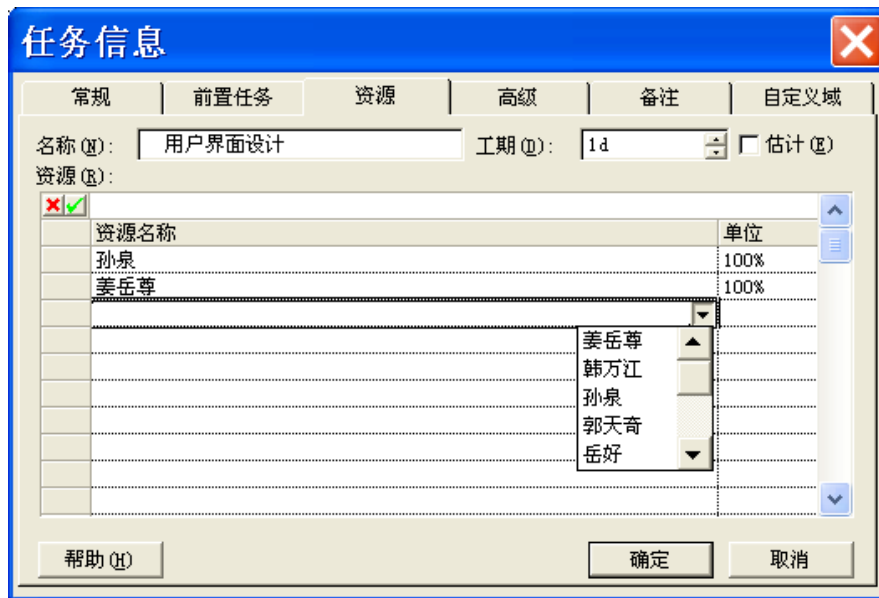 任务信息
常规 前置任务 资源 高级 备注 自定义域
名称(N): 用户界面设计 工期(D): 1d 估计(E)
资源(R):
资源名称 单位
孙泉 100%
姜岳尊 100%
姜岳尊
韩万江
孙泉
郭天奇
岳好
帮助(H) 确定 取消